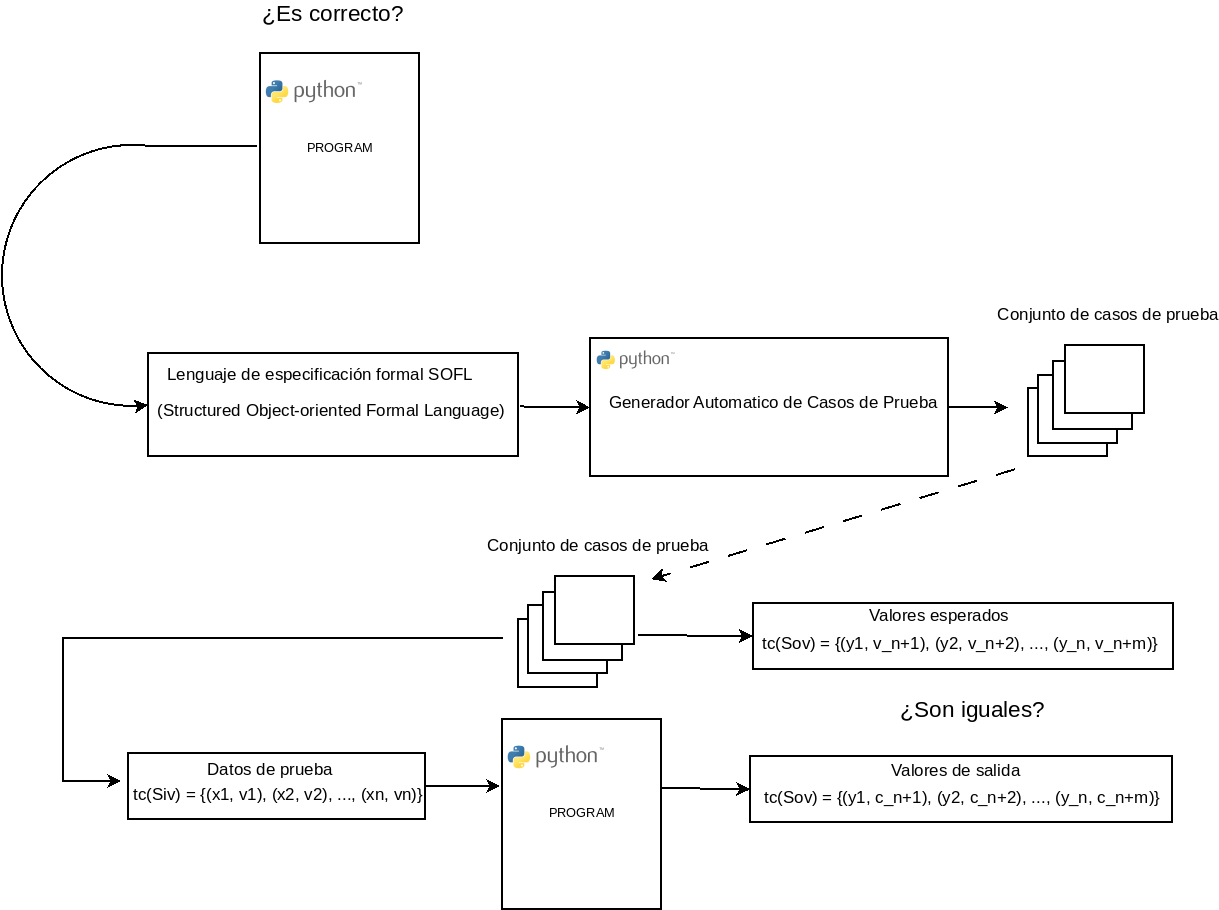 ¿Es correcto?
python™
PROGRAM
Conjunto de casos de prueba
Lenguaje de especificación formal SOFL
(Structured Object-oriented Formal Language)
python™
Generador Automatico de Casos de Prueba
Conjunto de casos de prueba
Valores esperados
tc(Sov) = {(y1, v_n+1), (y2, v_n+2), ..., (y_n, v_n+m)}
¿Son iguales?
Datos de prueba
tc(Siv) = {(x1, v1), (x2, v2), ..., (xn, vn)}
python™
PROGRAM
Valores de salida
tc(Sov) = {(y1, c_n+1), (y2, c_n+2), ..., (y_n, c_n+m)}